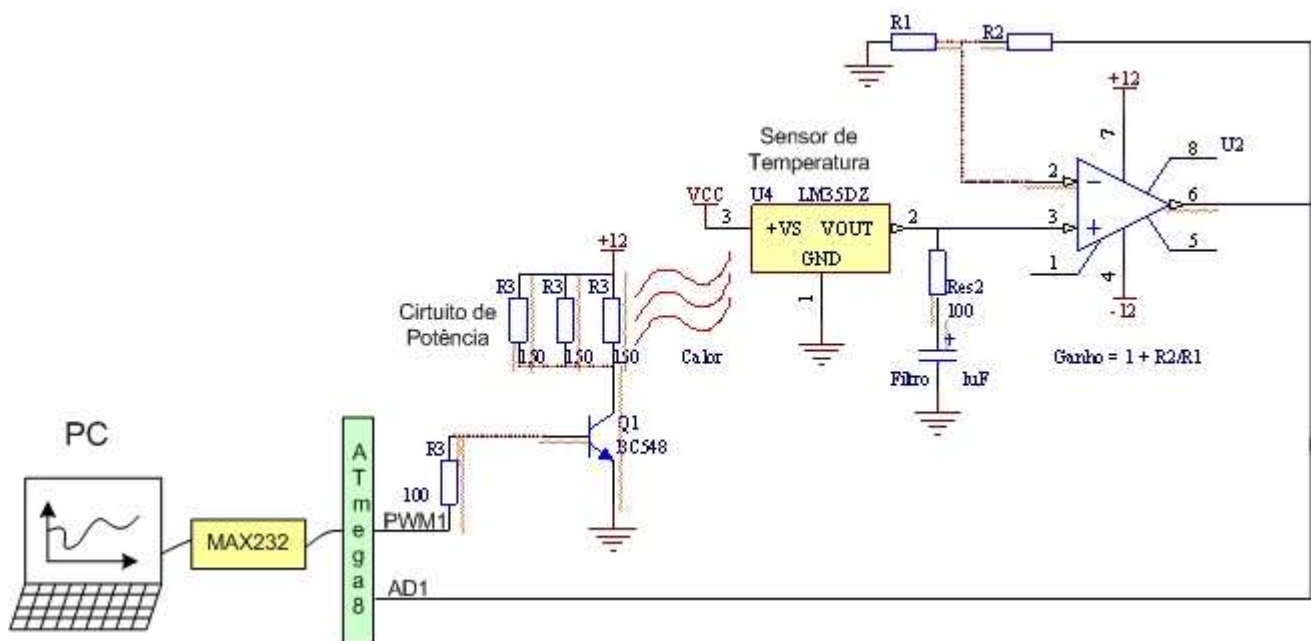 R1
R2
+12
7
8
U2
2
6
3
5
1
4
-12
Ganho = 1 + R2/R1
Sensor de
Temperatura
VCC
U4
LM35DZ
3
+VS
VOUT
2
GND
1
Res2
100
+
Filtro
1uF
+12
R3
R3
R3
150
150
150
Cirtuito de
Potência
Calor
Q1
BC548
R3
100
PC
MAX232
ATmega8
PWM1
AD1